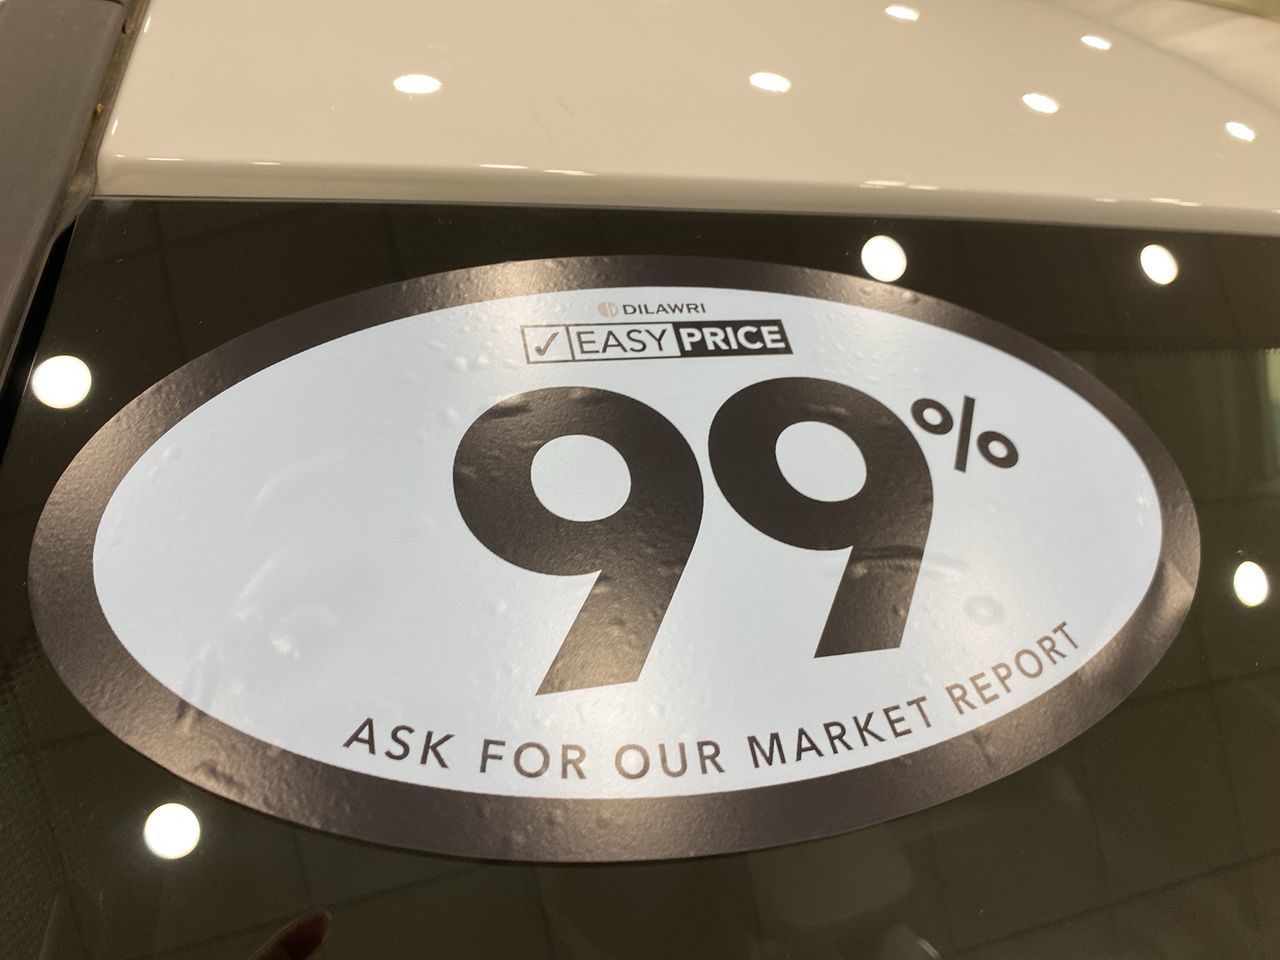 DILAWRI
✓ EASY PRICE
99%
ASK FOR OUR MARKET REPORT